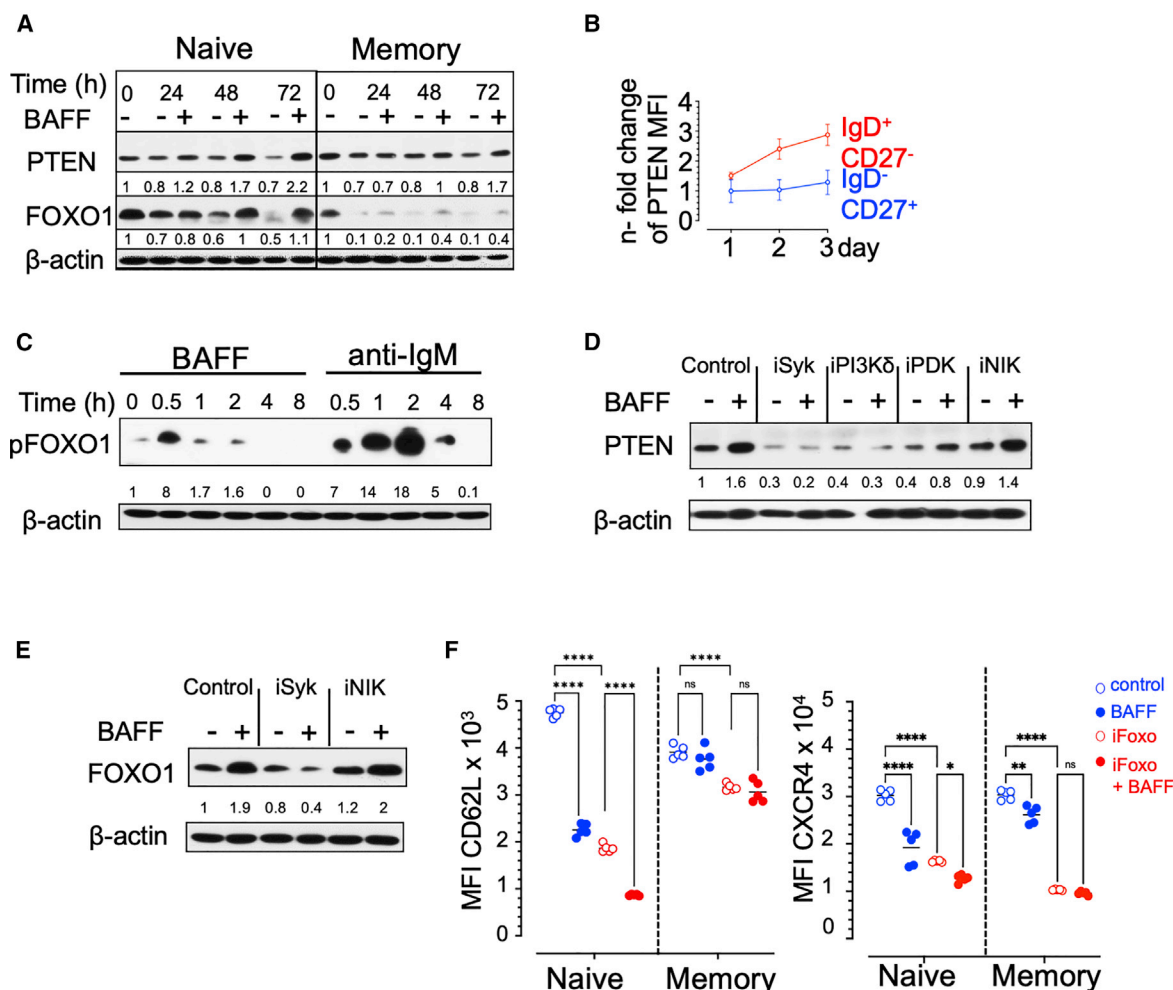 A
Naive Memory
Time (h) 0 24 48 72 0 24 48 72
BAFF - - + - + - + - - + - + - +
PTEN
1 0.8 1.2 0.8 1.7 0.7 2.2 1 0.7 0.7 0.8 1 0.8 1.7
FOXO1
1 0.7 0.8 0.6 1 0.5 1.1 1 0.1 0.2 0.1 0.4 0.1 0.4
β-actin
B
n- fold change
of PTEN MFI
4
3
2
1
0
1 2 3 day
IgD+
CD27-
IgD-
CD27+
C
BAFF anti-IgM
Time (h) 0 0.5 1 2 4 8 0.5 1 2 4 8
pFOXO1
1 8 1.7 1.6 0 0 7 14 18 5 0.1
β-actin
D
Control iSyk iPI3Kδ iPDK iNIK
BAFF - + - + - + - + - +
PTEN
1 1.6 0.3 0.2 0.4 0.3 0.4 0.8 0.9 1.4
β-actin
E
Control iSyk iNIK
BAFF - + - + - +
FOXO1
1 1.9 0.8 0.4 1.2 2
β-actin
F
MFI CD62L x 10³
5
4
3
2
1
0
**** ****
**** **** ns ns
Naive Memory
MFI CXCR4 x 10⁴
5
4
3
2
1
0
**** ****
**** * ** ns
Naive Memory
control
BAFF
iFoxo
iFoxo
+ BAFF